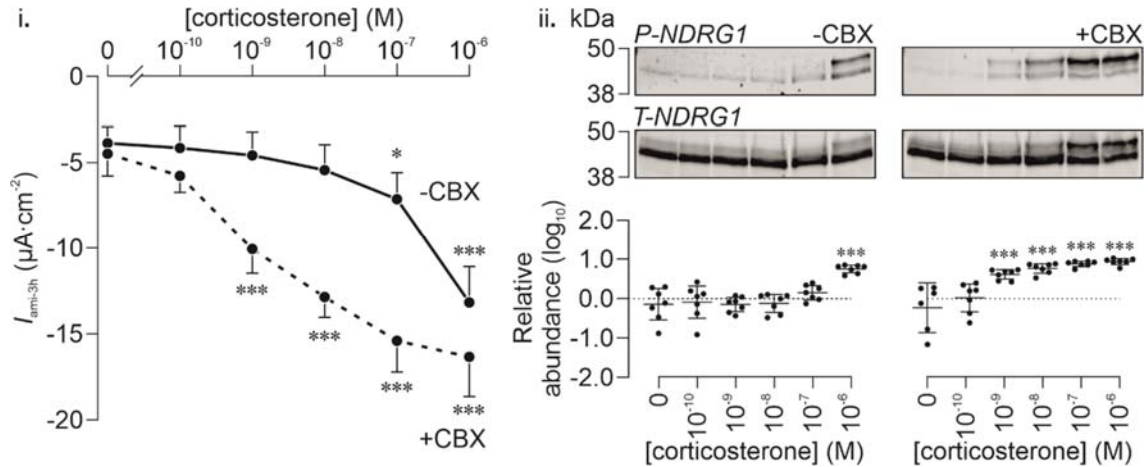 i.
[corticosterone] (M)
0 10⁻¹⁰ 10⁻⁹ 10⁻⁸ 10⁻⁷ 10⁻⁶
0
-5
-10
-15
-20
I ami-3h (µA·cm⁻²)
*
-CBX
***
***
***
***
***
+CBX
ii. kDa
P-NDRG1 -CBX +CBX
50
38
T-NDRG1
50
38
Relative abundance (log₁₀)
2.0
1.0
0.0
-1.0
-2.0
*** *** *** *** ***
0 10⁻¹⁰ 10⁻⁹ 10⁻⁸ 10⁻⁷ 10⁻⁶
0 10⁻¹⁰ 10⁻⁹ 10⁻⁸ 10⁻⁷ 10⁻⁶
[corticosterone] (M) [corticosterone] (M)